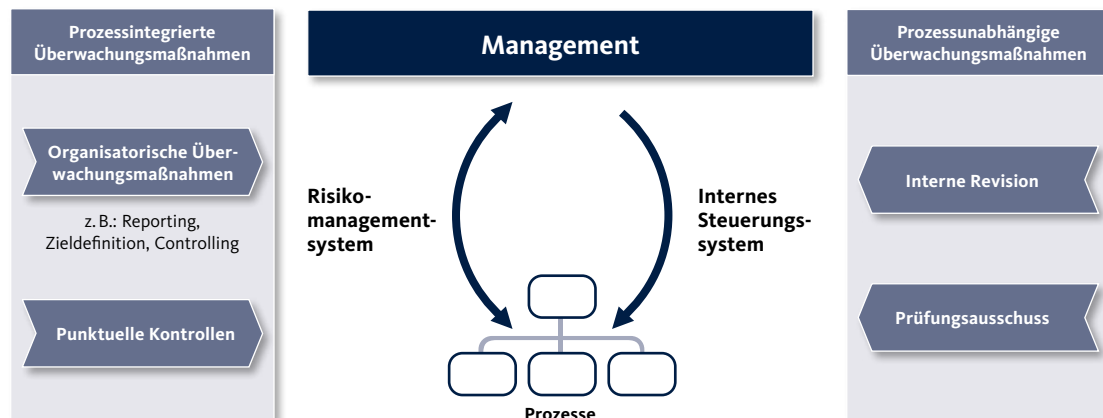 Prozessintegrierte
Überwachungsmaßnahmen
Organisatorische Über-
wachungsmaßnahmen
z. B.: Reporting,
Zieldefinition, Controlling
Punktuelle Kontrollen
Management
Risiko-
management-
system
Internes
Steuerungs-
system
Prozesse
Prozessunabhängige
Überwachungsmaßnahmen
Interne Revision
Prüfungsausschuss